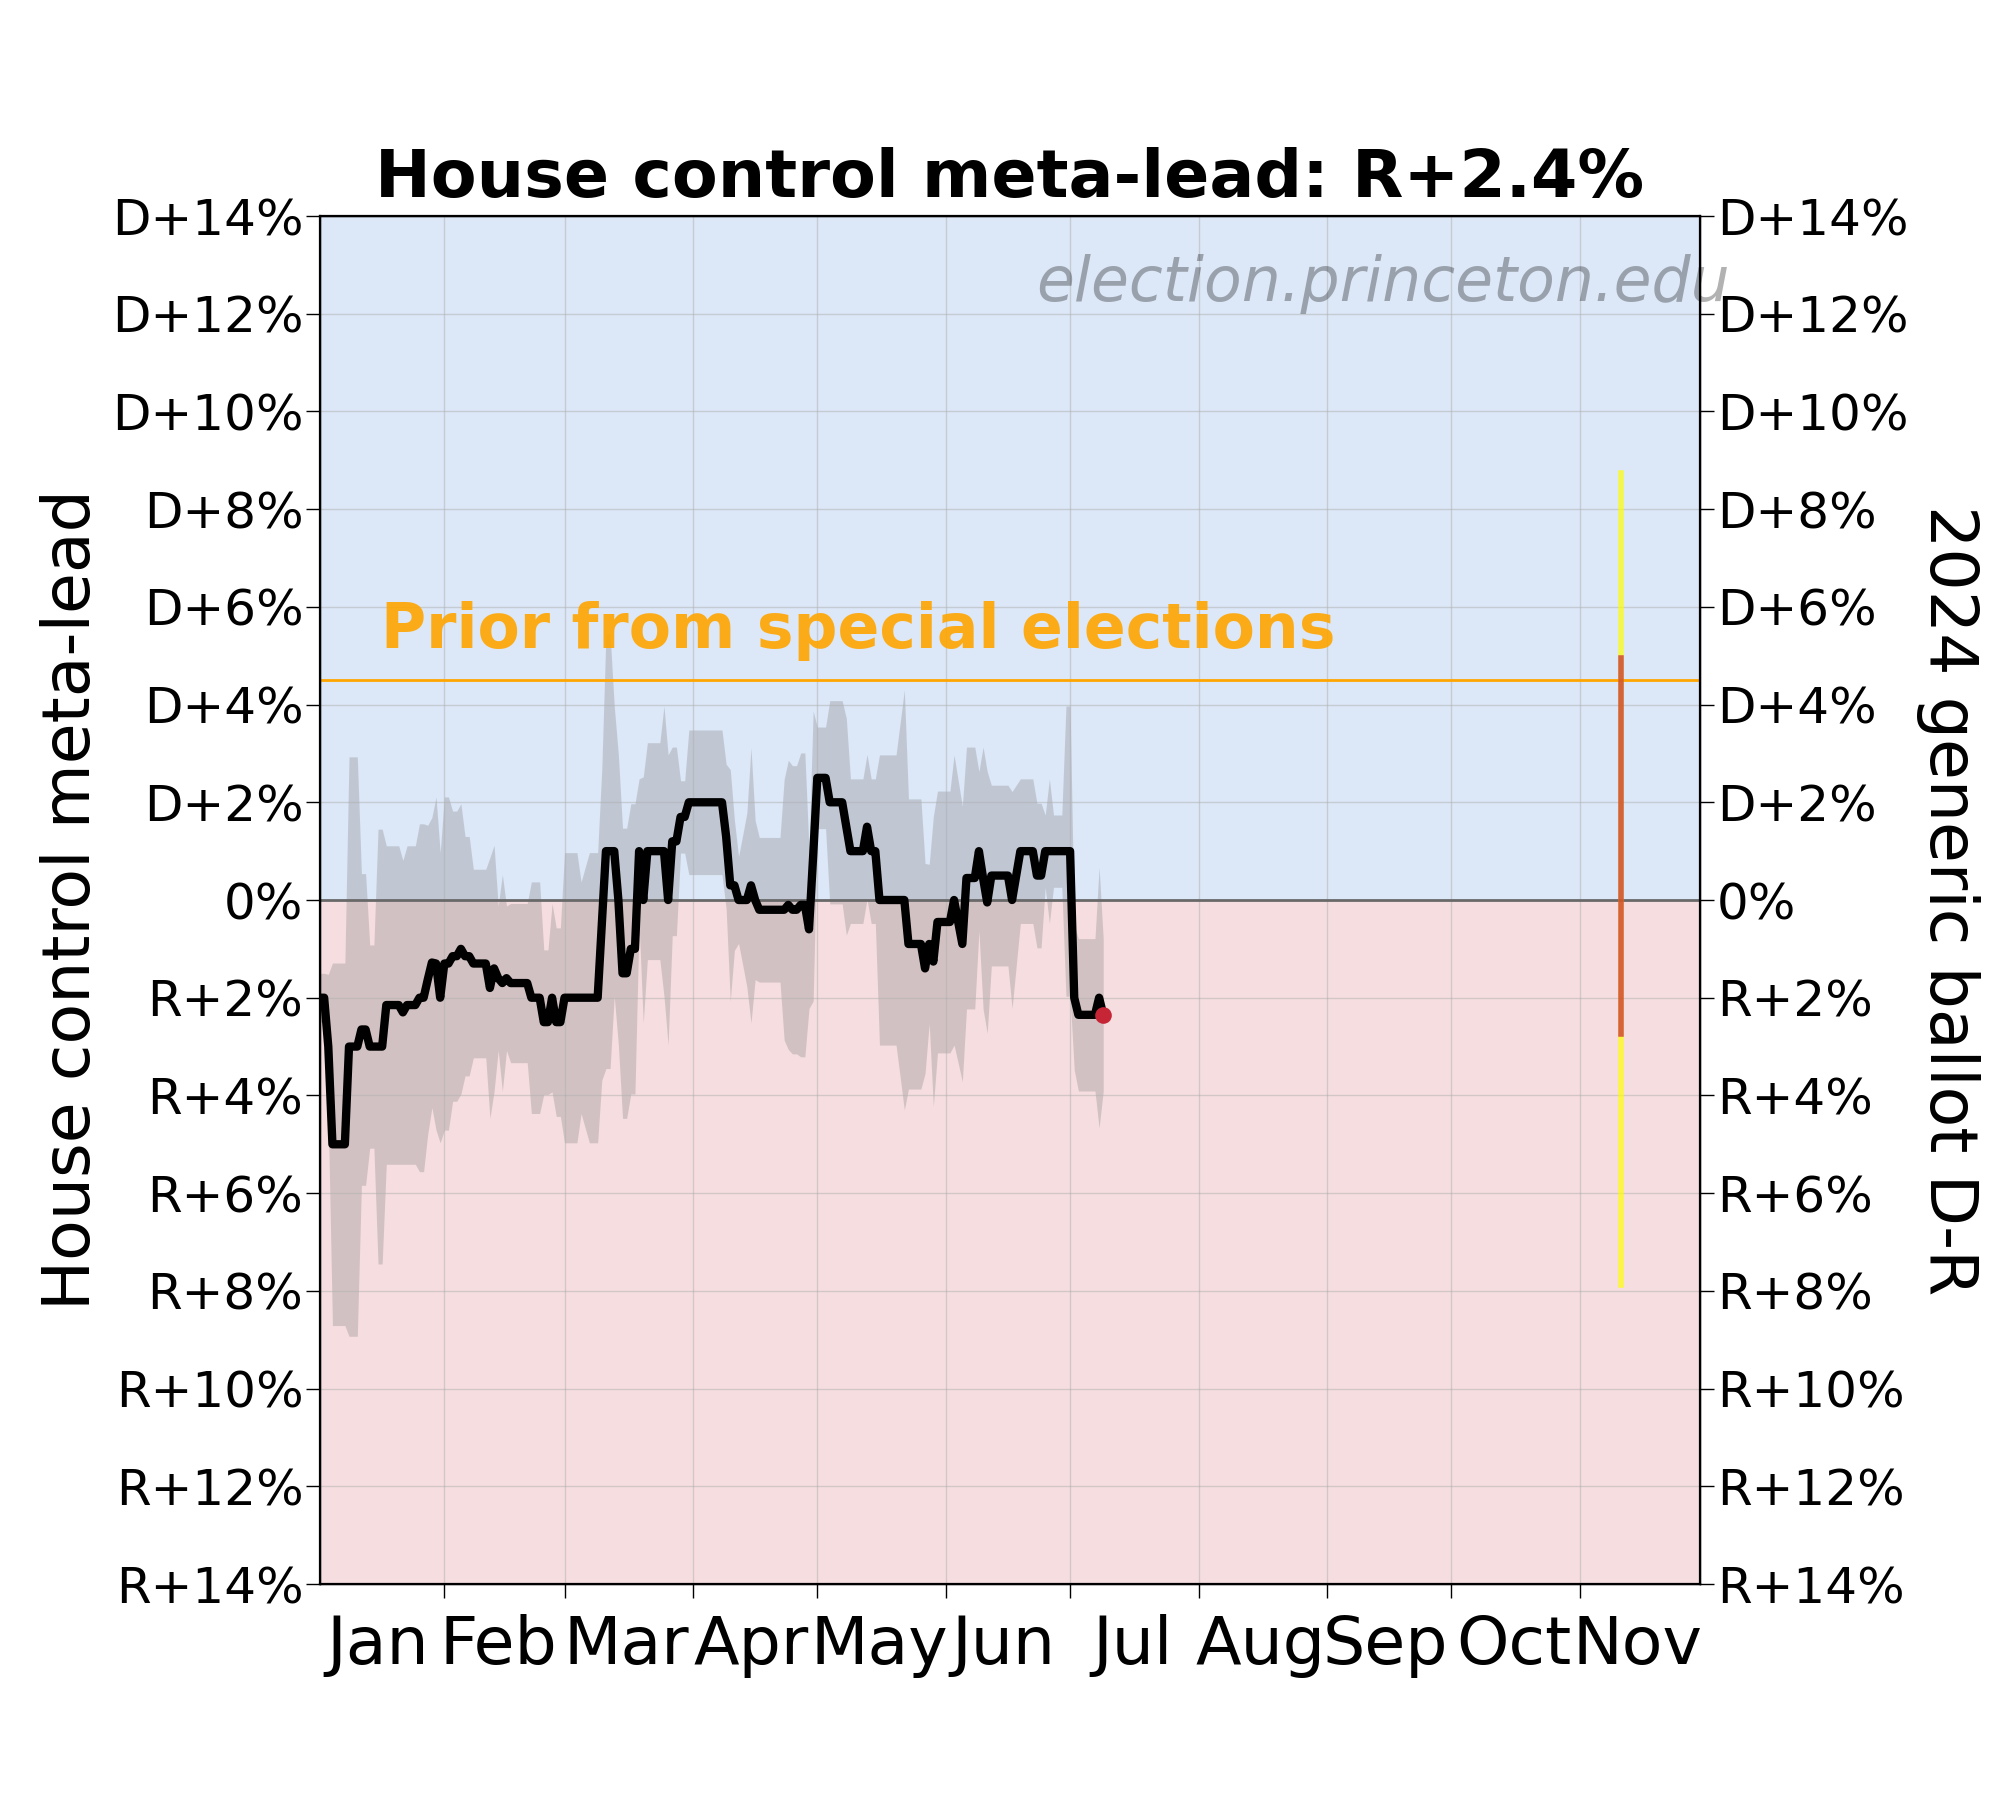 House control meta-lead: R+2.4%
election.princeton.edu
D+14%
D+12%
D+10%
D+8%
D+6%
D+4%
D+2%
0%
R+2%
R+4%
R+6%
R+8%
R+10%
R+12%
R+14%
House control meta-lead
Prior from special elections
D+14%
D+12%
D+10%
D+8%
D+6%
D+4%
D+2%
0%
R+2%
R+4%
R+6%
R+8%
R+10%
R+12%
R+14%
2024 generic ballot D-R
Jan Feb Mar Apr May Jun Jul Aug Sep Oct Nov